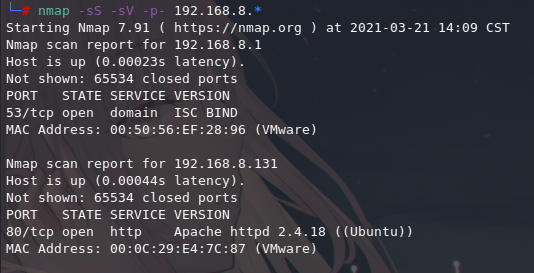 └─# nmap -sS -sV -p- 192.168.8.*
Starting Nmap 7.91 ( https://nmap.org ) at 2021-03-21 14:09 CST
Nmap scan report for 192.168.8.1
Host is up (0.00023s latency).
Not shown: 65534 closed ports
PORT   STATE SERVICE VERSION
53/tcp open  domain  ISC BIND
MAC Address: 00:50:56:EF:28:96 (VMware)

Nmap scan report for 192.168.8.131
Host is up (0.00044s latency).
Not shown: 65534 closed ports
PORT   STATE SERVICE VERSION
80/tcp open  http    Apache httpd 2.4.18 ((Ubuntu))
MAC Address: 00:0C:29:E4:7C:87 (VMware)